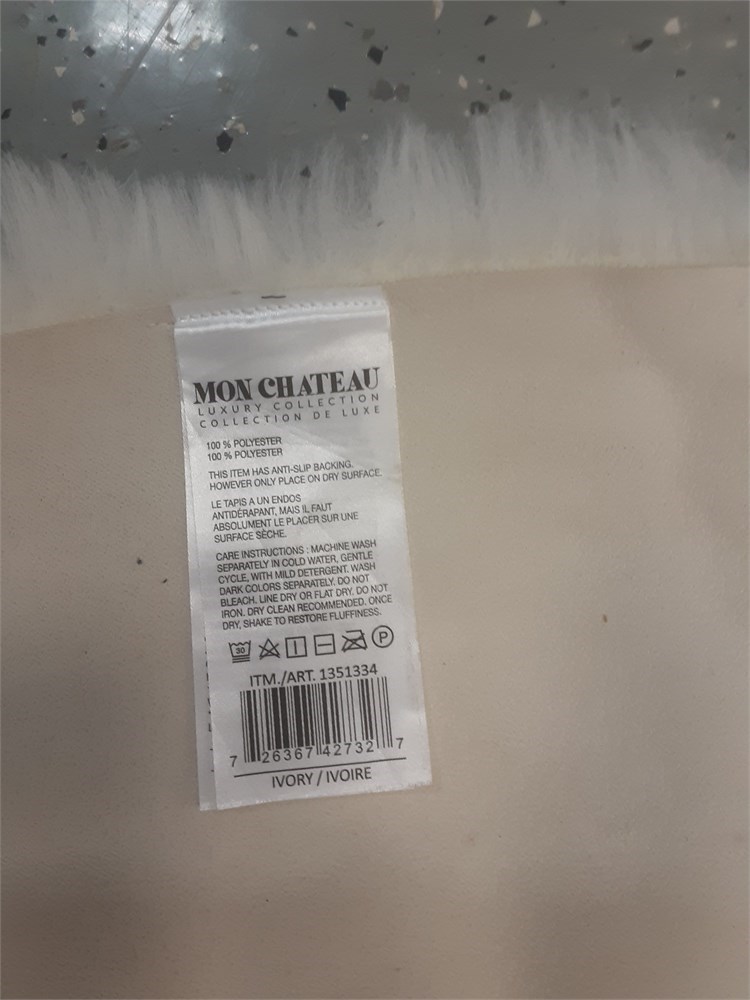 MON CHATEAU
LUXURY COLLECTION
COLLECTION DE LUXE
100 % POLYESTER
100 % POLYESTER
THIS ITEM HAS ANTI-SLIP BACKING,
HOWEVER ONLY PLACE ON DRY SURFACE.
LE TAPIS A UN ENDOS
ANTIDÉRAPANT, MAIS IL FAUT
ABSOLUMENT LE PLACER SUR UNE
SURFACE SÈCHE.
CARE INSTRUCTIONS : MACHINE WASH
SEPARATELY IN COLD WATER, GENTLE
CYCLE, WITH MILD DETERGENT. WASH
DARK COLORS SEPARATELY. DO NOT
BLEACH. LINE DRY OR FLAT DRY. DO NOT
IRON. DRY CLEAN RECOMMENDED. ONCE
DRY, SHAKE TO RESTORE FLUFFINESS.
30 P
ITM./ART. 1351334
7 26367 42732 7
IVORY / IVOIRE